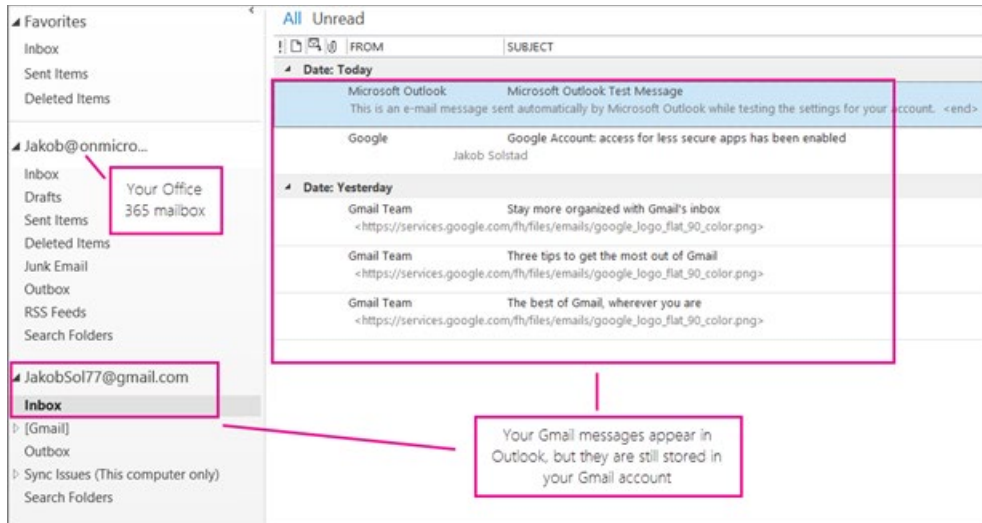 Favorites
Inbox
Sent Items
Deleted Items
Jakob@onmicro...
Inbox
Drafts
Sent Items
Deleted Items
Junk Email
Outbox
RSS Feeds
Search Folders
Your Office
365 mailbox
JakobSol77@gmail.com
Inbox
[Gmail]
Outbox
Sync Issues (This computer only)
Search Folders
All Unread
! FROM SUBJECT
Date: Today
Microsoft Outlook Microsoft Outlook Test Message
This is an e-mail message sent automatically by Microsoft Outlook while testing the settings for your account. <end>
Google Google Account: access for less secure apps has been enabled
Jakob Solstad
Date: Yesterday
Gmail Team Stay more organized with Gmail's inbox
<https://services.google.com/fh/files/emails/google_logo_flat_90_color.png>
Gmail Team Three tips to get the most out of Gmail
<https://services.google.com/fh/files/emails/google_logo_flat_90_color.png>
Gmail Team The best of Gmail, wherever you are
<https://services.google.com/fh/files/emails/google_logo_flat_90_color.png>
Your Gmail messages appear in
Outlook, but they are still stored in
your Gmail account